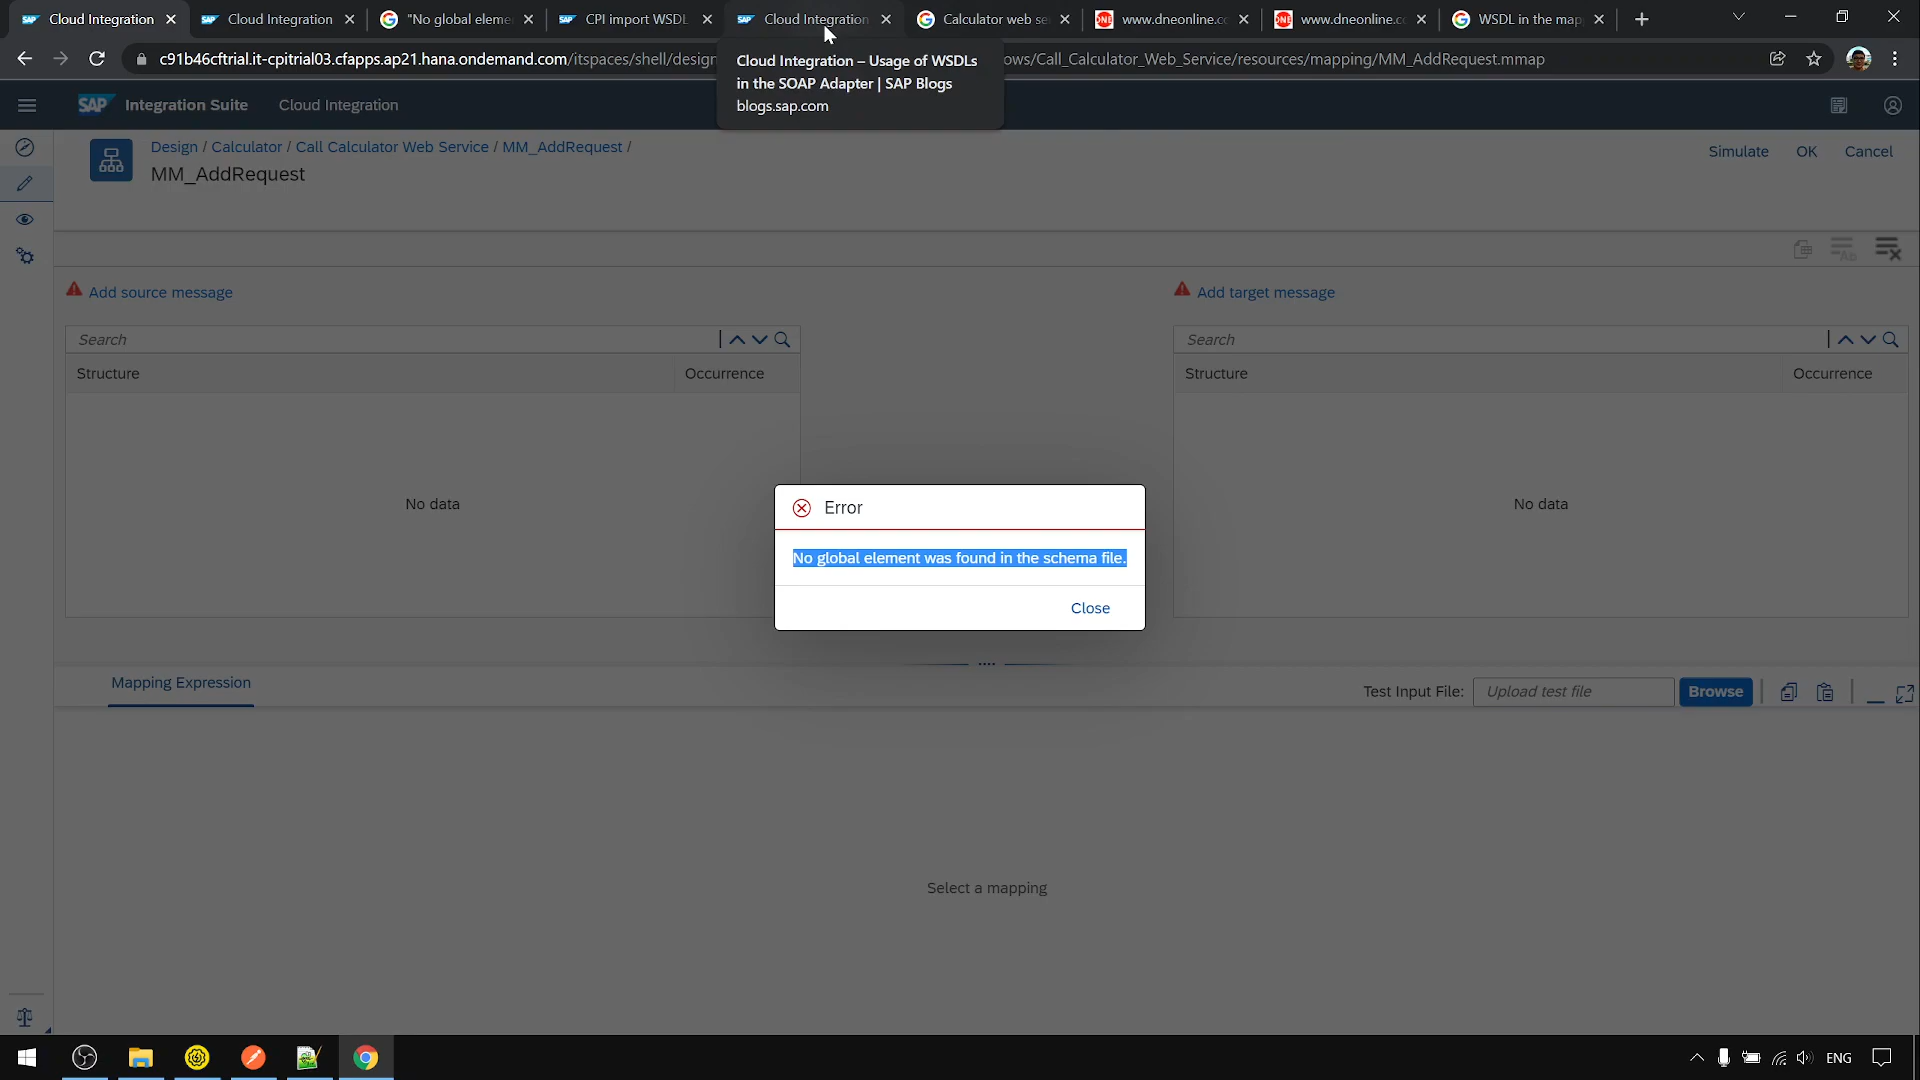 Cloud Integration
Cloud Integration
"No global eleme
CPI import WSDL
Cloud Integration
Calculator web se
www.dneonline.c
www.dneonline.c
WSDL in the map
c91b46cftrial.it-cpitrial03.cfapps.ap21.hana.ondemand.com/itspaces/shell/design
ows/Call_Calculator_Web_Service/resources/mapping/MM_AddRequest.mmap
Cloud Integration – Usage of WSDLs
in the SOAP Adapter | SAP Blogs
blogs.sap.com
SAP Integration Suite Cloud Integration
Design / Calculator / Call Calculator Web Service / MM_AddRequest /
MM_AddRequest
Simulate OK Cancel
Add source message
Add target message
Search
Search
Structure Occurrence
Structure Occurrence
No data
No data
Error
No global element was found in the schema file.
Close
Mapping Expression
Test Input File: Upload test file Browse
Select a mapping
ENG